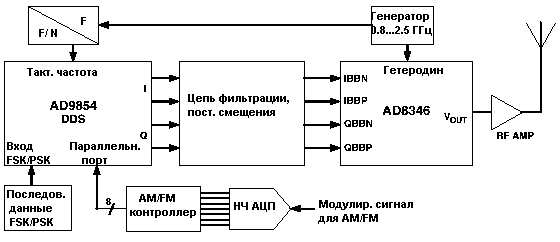 F
F/N
Генератор
0.8...2.5 ГГц
Такт. частота
AD9854
DDS
I
Q
Вход
FSK/PSK
Параллельн.
порт
Цепь фильтрации,
пост. смещения
Гетеродин
IBBN
IBBP
QBBN
QBBP
AD8346
VOUT
RF AMP
Последов.
данные
FSK/PSK
8
AM/FM
контроллер
НЧ АЦП
Модулир. сигнал
для AM/FM